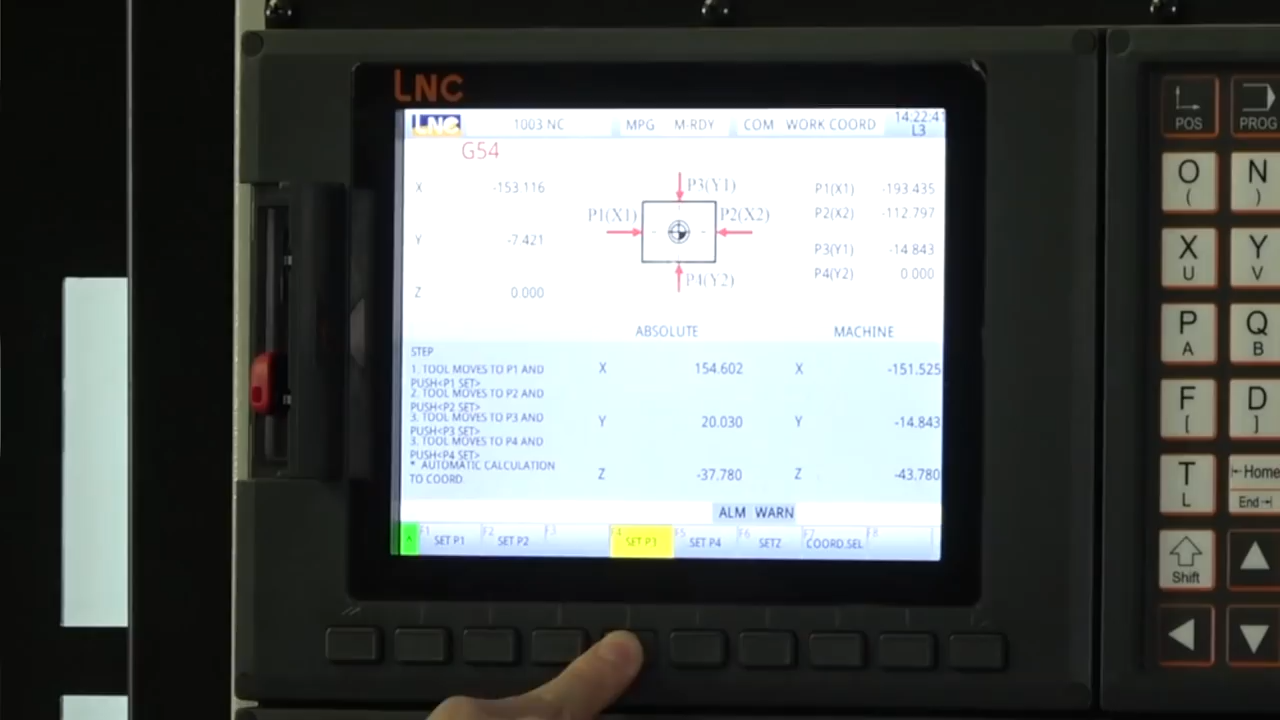 LNC
LNC 1003 NC MPG M-RDY COM WORK COORD 14:22.41
L3
G54
X -153.116
Y -7.421
Z 0.000
P3(Y1)
P1(X1) P2(X2)
P4(Y2)
P1(X1) -193.435
P2(X2) -112.797
P3(Y1) -14.843
P4(Y2) 0.000
ABSOLUTE MACHINE
STEP
1. TOOL MOVES TO P1 AND
PUSH<P1 SET>
2. TOOL MOVES TO P2 AND
PUSH<P2 SET>
3. TOOL MOVES TO P3 AND
PUSH<P3 SET>
3. TOOL MOVES TO P4 AND
PUSH<P4 SET>
* AUTOMATIC CALCULATION
TO COORD.
X 154.602 X -151.525
Y 20.030 Y -14.843
Z -37.780 Z -43.780
ALM WARN
^ F1 SET P1 F2 SET P2 F3 F4 SET P3 F5 SET P4 F6 SETZ F7 COORD.SEL F8
POS PROG
O ( N )
X U Y V
P A Q B
F [ D ]
T L Home
End
Shift